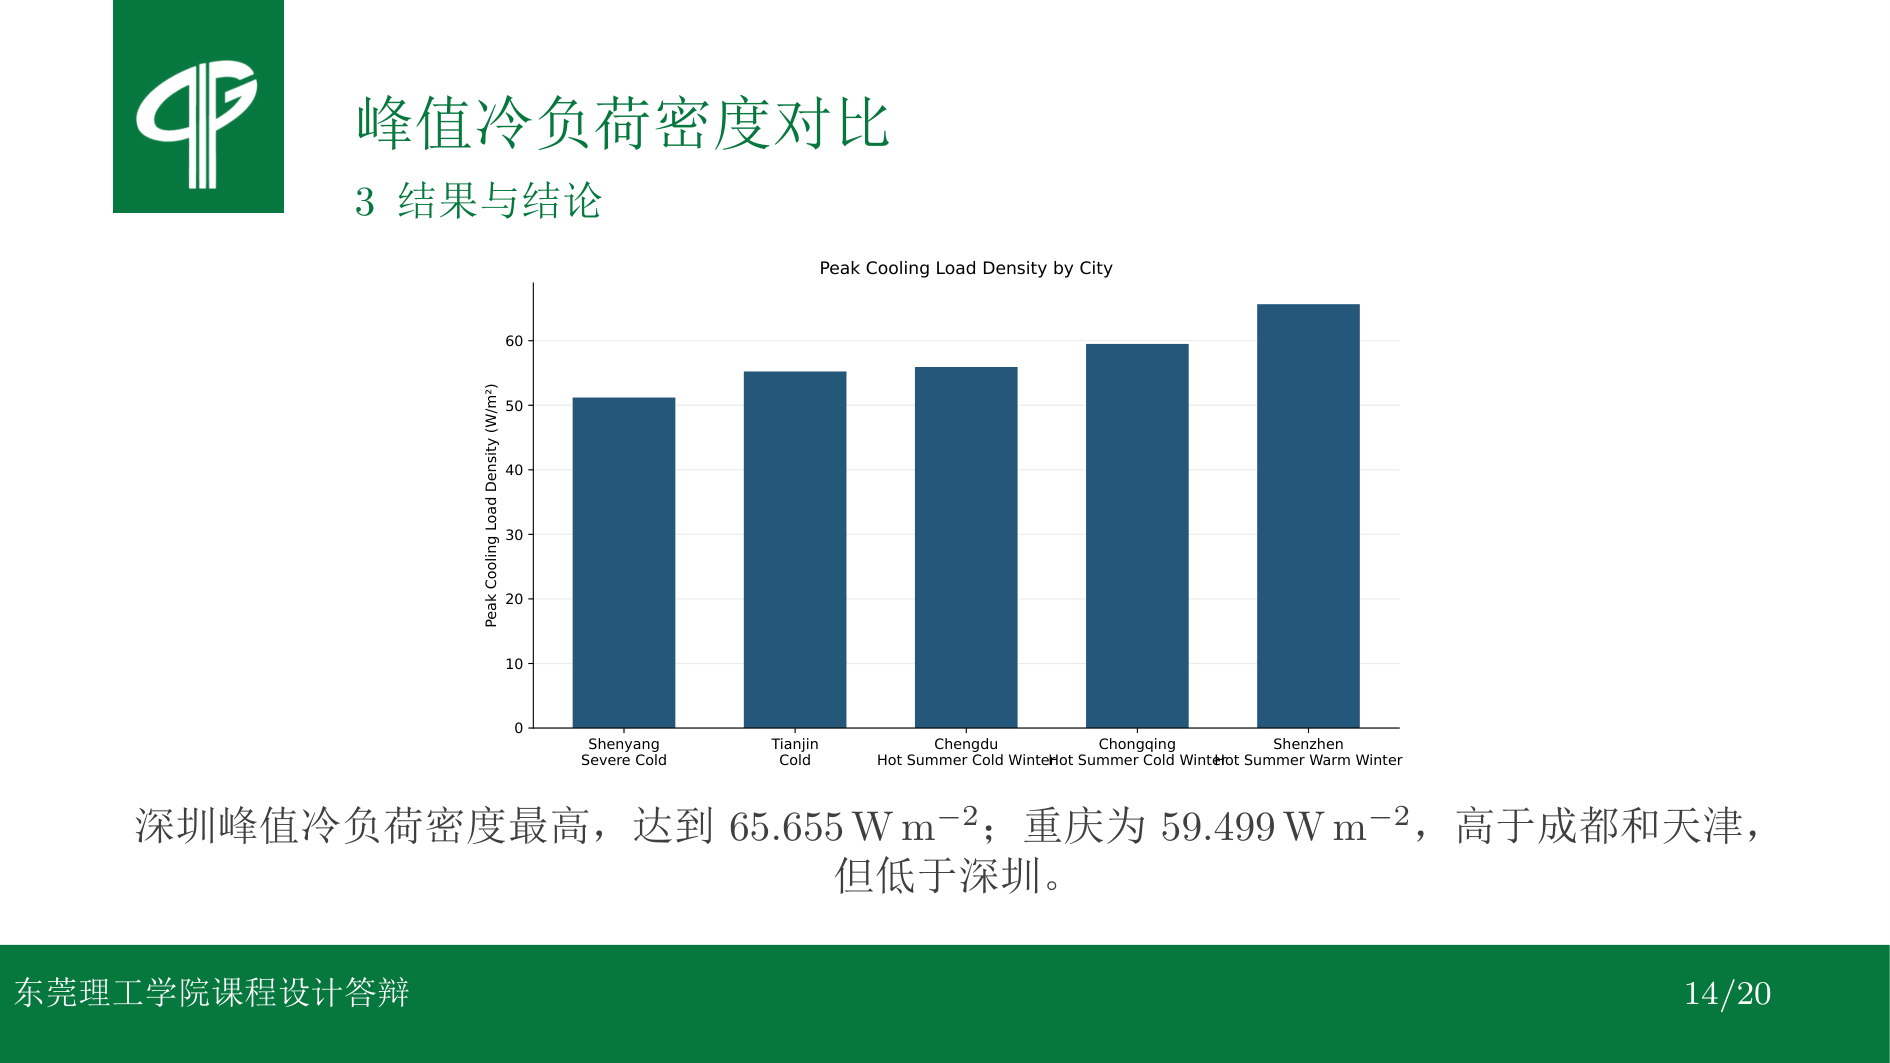 峰值冷负荷密度对比
3 结果与结论
Peak Cooling Load Density by City
Peak Cooling Load Density (W/m²)
60
50
40
30
20
10
0
Shenyang
Severe Cold
Tianjin
Cold
Chengdu
Hot Summer Cold Winter
Chongqing
Hot Summer Cold Winter
Shenzhen
Hot Summer Warm Winter
深圳峰值冷负荷密度最高，达到 65.655 W m⁻²；重庆为 59.499 W m⁻²，高于成都和天津，
但低于深圳。
东莞理工学院课程设计答辩
14/20